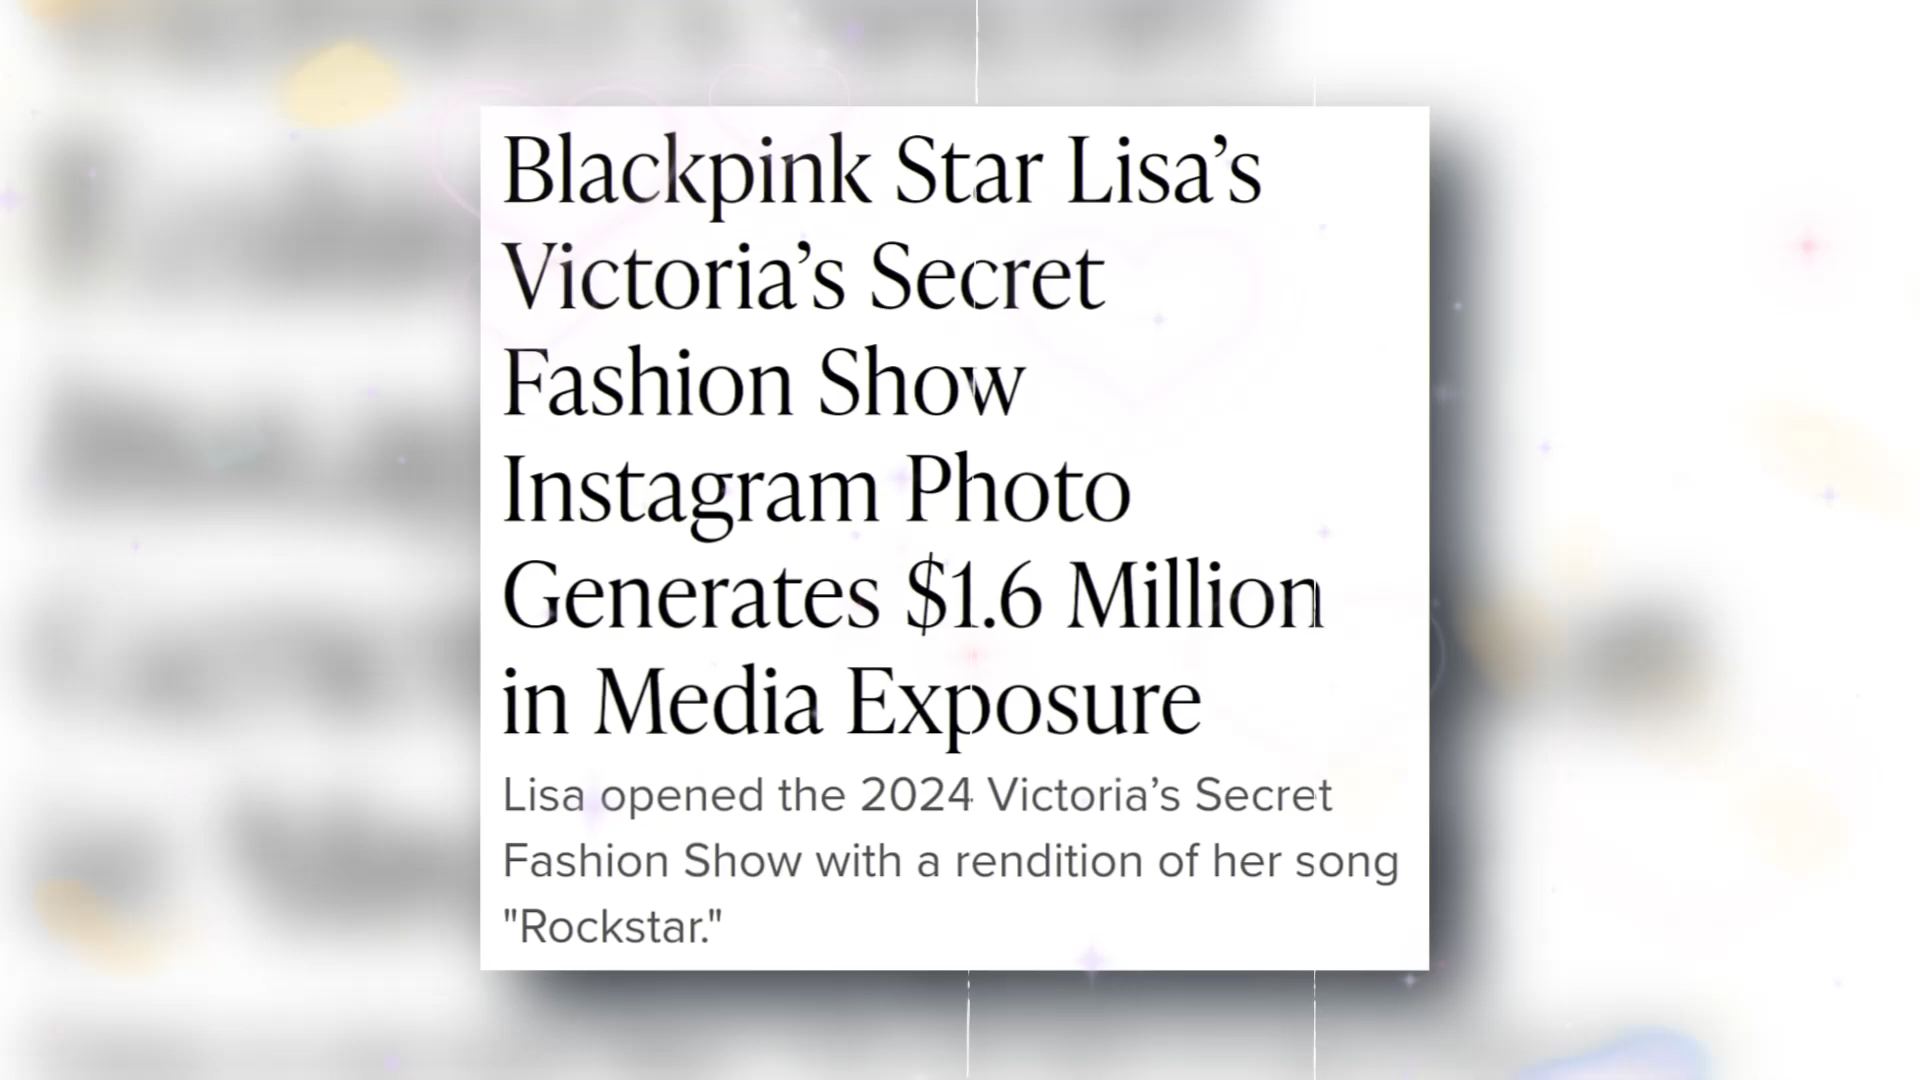 Blackpink Star Lisa’s
Victoria’s Secret
Fashion Show
Instagram Photo
Generates $1.6 Million
in Media Exposure
Lisa opened the 2024 Victoria’s Secret
Fashion Show with a rendition of her song
"Rockstar."